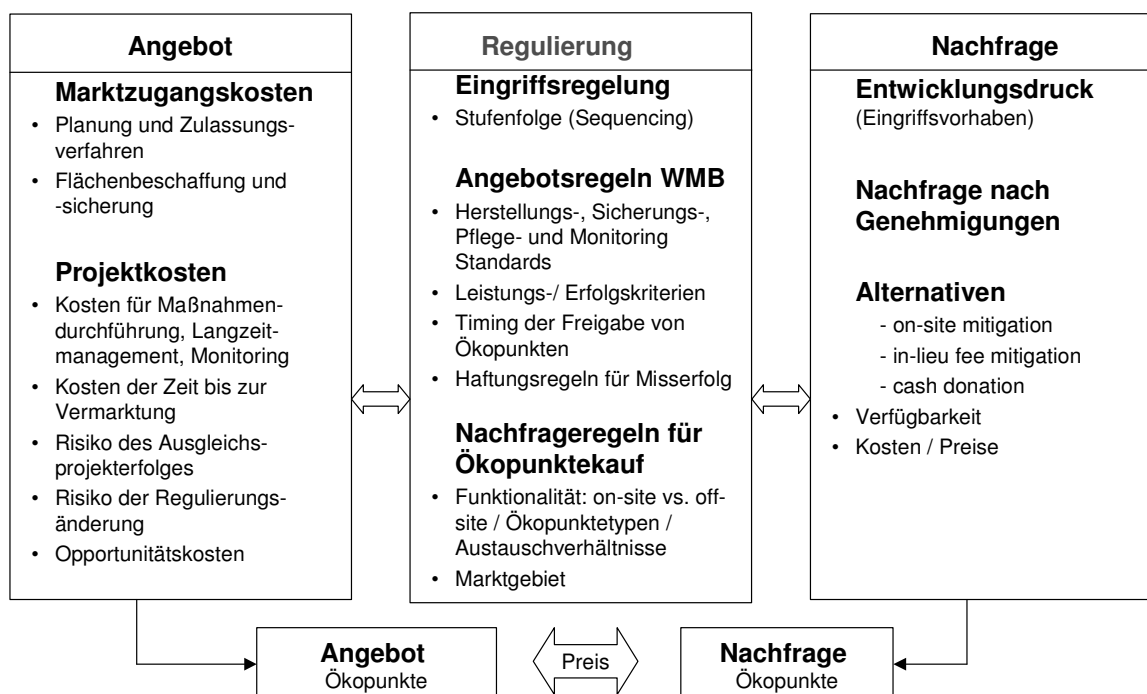 Angebot
Marktzugangskosten
• Planung und Zulassungs-
verfahren
• Flächenbeschaffung und
-sicherung
Projektkosten
• Kosten für Maßnahmen-
durchführung, Langzeit-
management, Monitoring
• Kosten der Zeit bis zur
Vermarktung
• Risiko des Ausgleichs-
projekterfolges
• Risiko der Regulierungs-
änderung
• Opportunitätskosten
Regulierung
Eingriffsregelung
• Stufenfolge (Sequencing)
Angebotsregeln WMB
• Herstellungs-, Sicherungs-,
Pflege- und Monitoring
Standards
• Leistungs-/ Erfolgskriterien
• Timing der Freigabe von
Ökopunkten
• Haftungsregeln für Misserfolg
Nachfrageregeln für
Ökopunktekauf
• Funktionalität: on-site vs. off-
site / Ökopunktetypen /
Austauschverhältnisse
• Marktgebiet
Nachfrage
Entwicklungsdruck
(Eingriffsvorhaben)
Nachfrage nach
Genehmigungen
Alternativen
- on-site mitigation
- in-lieu fee mitigation
- cash donation
• Verfügbarkeit
• Kosten / Preise
Angebot
Ökopunkte
Preis
Nachfrage
Ökopunkte